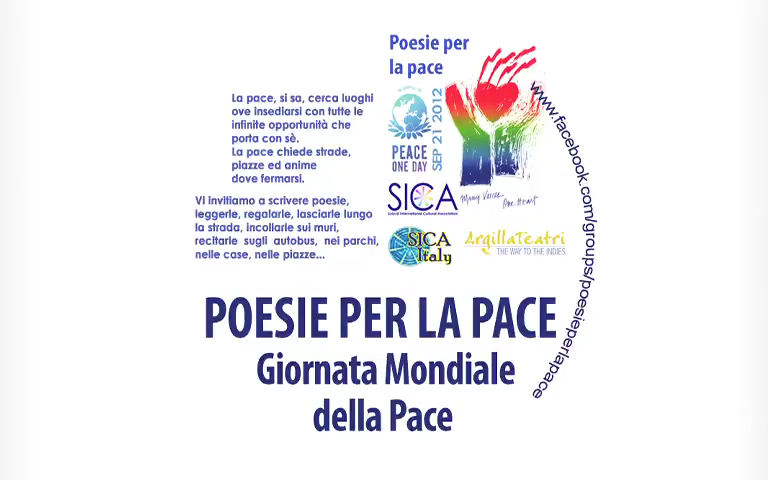 Poesie per
la pace
La pace, si sa, cerca luoghi
ove insediarsi con tutte le
infinite opportunità che
porta con sè.
La pace chiede strade,
piazze ed anime
dove fermarsi.
Vi invitiamo a scrivere poesie,
leggerle, regalarle, lasciarle lungo
la strada, incollarle sui muri,
recitarle sugli autobus, nei parchi,
nelle case, nelle piazze...
PEACE
ONE DAY
SEP 21 2012
SICA
Subud International Cultural Association
Many Voices
One Heart
SICA
Italy
ArgillaTeatri
THE WAY TO THE INDIES
www.facebook.com/groups/poesieperlapace
POESIE PER LA PACE
Giornata Mondiale
della Pace